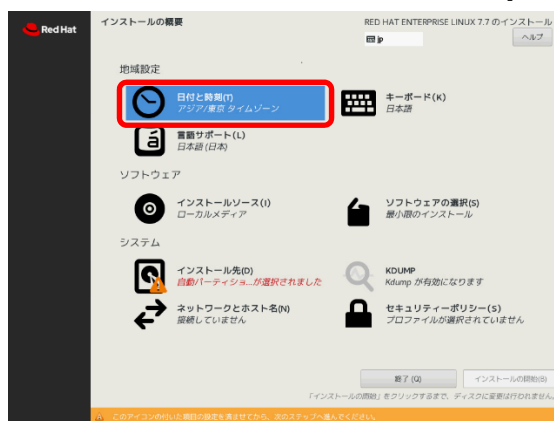 Red Hat
インストールの概要
RED HAT ENTERPRISE LINUX 7.7 のインストール
jp
ヘルプ
地域設定
日付と時刻(T)
アジア/東京 タイムゾーン
キーボード(K)
日本語
言語サポート(L)
日本語 (日本)
ソフトウェア
インストールソース(I)
ローカルメディア
ソフトウェアの選択(S)
最小限のインストール
システム
インストール先(D)
自動パーティショ...が選択されました
KDUMP
Kdump が有効になります
ネットワークとホスト名(N)
接続していません
セキュリティーポリシー(S)
プロファイルが選択されていません
終了 (Q)
インストールの開始(B)
「インストールの開始」をクリックするまで、ディスクに変更は行われません。
このアイコンの付いた項目の設定を済ませてから、次のステップへ進んでください。